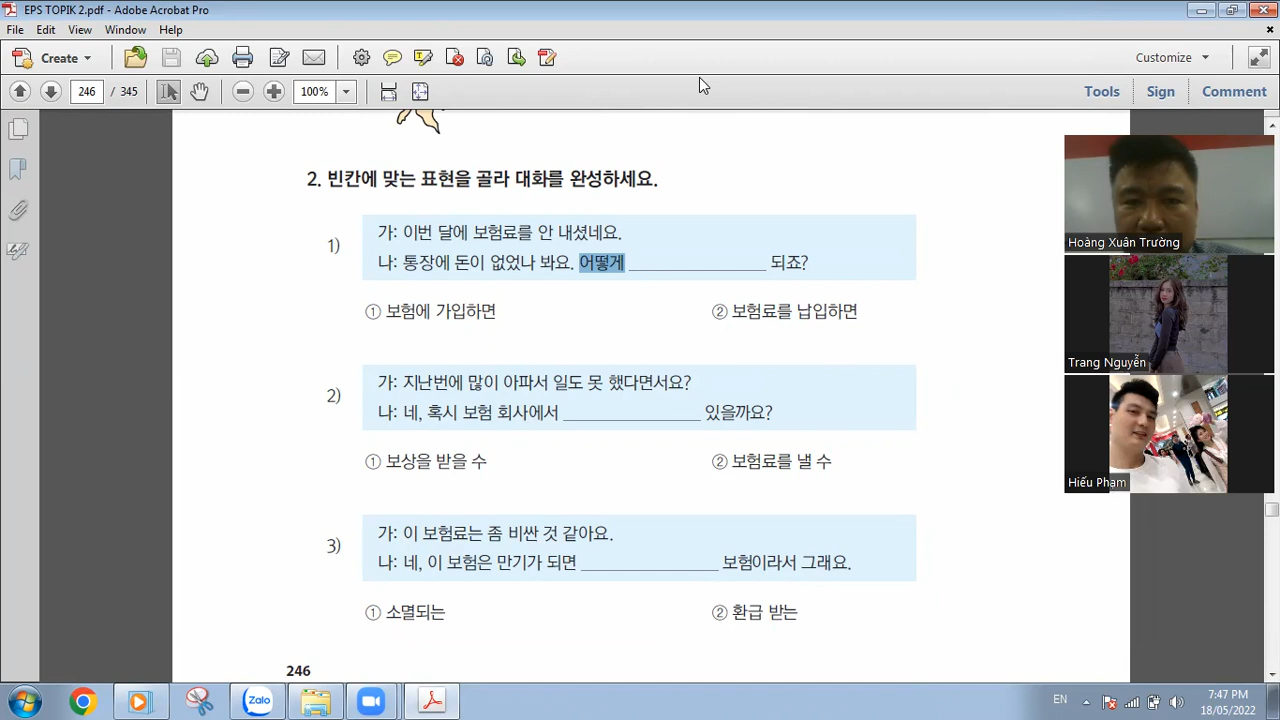 EPS TOPIK 2.pdf - Adobe Acrobat Pro
File Edit View Window Help
Create
Customize
246 / 345
100%
Tools Sign Comment
2. 빈칸에 맞는 표현을 골라 대화를 완성하세요.
1)
가: 이번 달에 보험료를 안 내셨네요.
나: 통장에 돈이 없었나 봐요. 어떻게 ________________ 되죠?
① 보험에 가입하면
② 보험료를 납입하면
2)
가: 지난번에 많이 아파서 일도 못 했다면서요?
나: 네, 혹시 보험 회사에서 ________________ 있을까요?
① 보상을 받을 수
② 보험료를 낼 수
3)
가: 이 보험료는 좀 비싼 것 같아요.
나: 네, 이 보험은 만기가 되면 ________________ 보험이라서 그래요.
① 소멸되는
② 환급 받는
246
Hoàng Xuân Trường
Trang Nguyễn
Hiếu Phạm
Zalo
EN
7:47 PM
18/05/2022